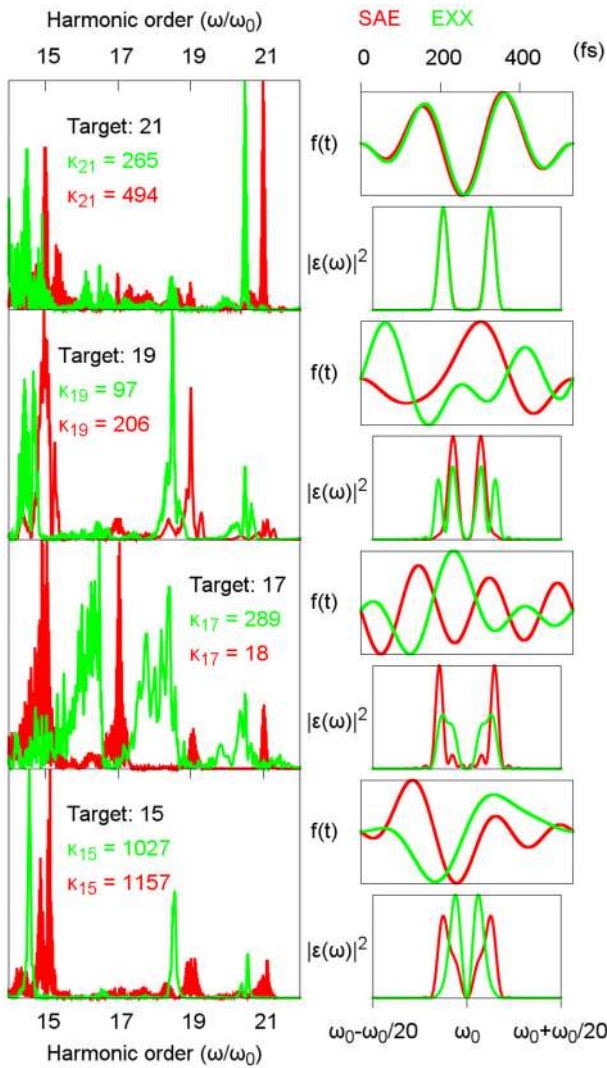 Harmonic order (ω/ω₀)
15 17 19 21
SAE EXX
0 200 400 (fs)
Target: 21
κ₂₁ = 265
κ₂₁ = 494
f(t)
|ε(ω)|²
Target: 19
κ₁₉ = 97
κ₁₉ = 206
f(t)
|ε(ω)|²
Target: 17
κ₁₇ = 289
κ₁₇ = 18
f(t)
|ε(ω)|²
Target: 15
κ₁₅ = 1027
κ₁₅ = 1157
f(t)
|ε(ω)|²
15 17 19 21
Harmonic order (ω/ω₀)
ω₀-ω₀/20 ω₀ ω₀+ω₀/20